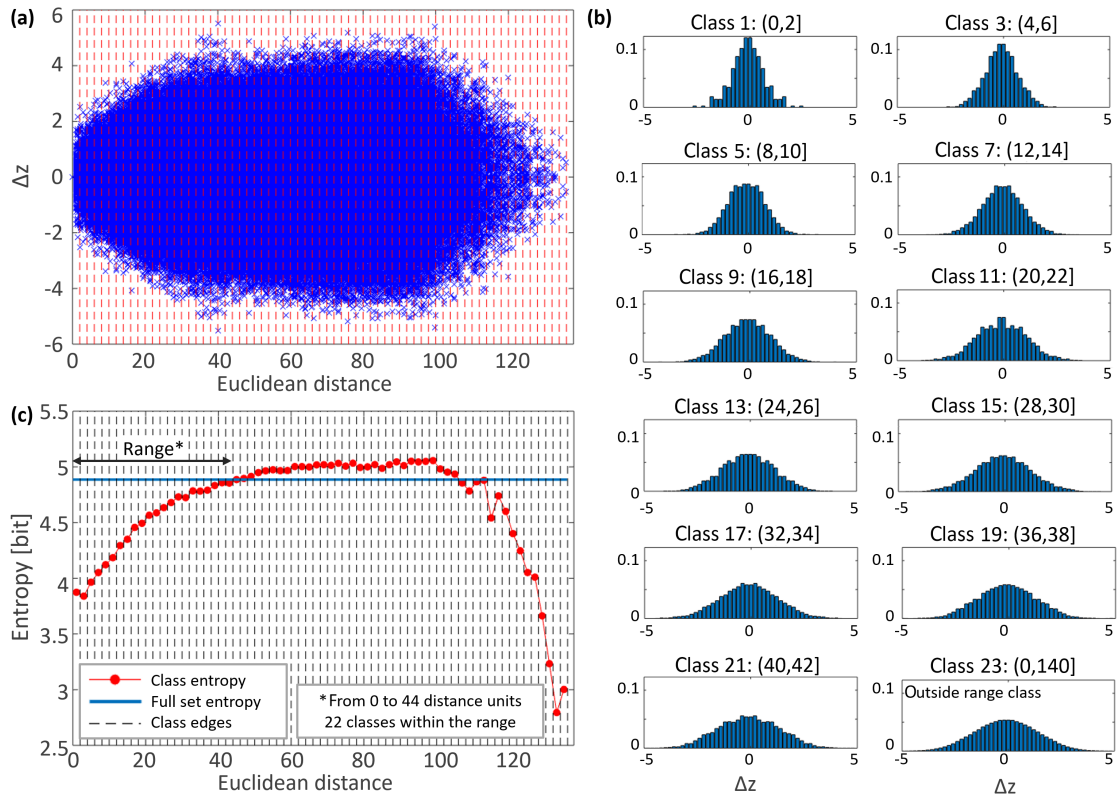 (a)
6
4
2
0
-2
-4
-6
Δz
0 20 40 60 80 100 120
Euclidean distance
(b)
Class 1: (0,2]
0.1
0
-5 0 5
Class 3: (4,6]
0.1
0
-5 0 5
Class 5: (8,10]
0.1
0
-5 0 5
Class 7: (12,14]
0.1
0
-5 0 5
Class 9: (16,18]
0.1
0
-5 0 5
Class 11: (20,22]
0.1
0
-5 0 5
Class 13: (24,26]
0.1
0
-5 0 5
Class 15: (28,30]
0.1
0
-5 0 5
Class 17: (32,34]
0.1
0
-5 0 5
Class 19: (36,38]
0.1
0
-5 0 5
Class 21: (40,42]
0.1
0
-5 0 5
Δz
Class 23: (0,140]
Outside range class
0.1
0
-5 0 5
Δz
(c)
5.5
5
4.5
4
3.5
3
2.5
Entropy [bit]
Range*
Class entropy
Full set entropy
Class edges
*From 0 to 44 distance units
22 classes within the range
0 20 40 60 80 100 120
Euclidean distance